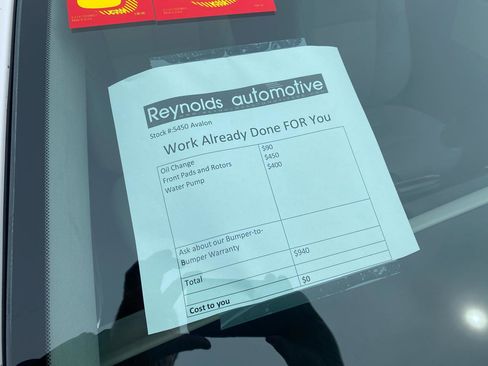 Reynolds automotive
Stock #:5450 Avalon
Work Already Done FOR You
Oil Change $90
Front Pads and Rotors $450
Water Pump $400
Ask about our Bumper-to-
Bumper Warranty
Total $940
Cost to you $0